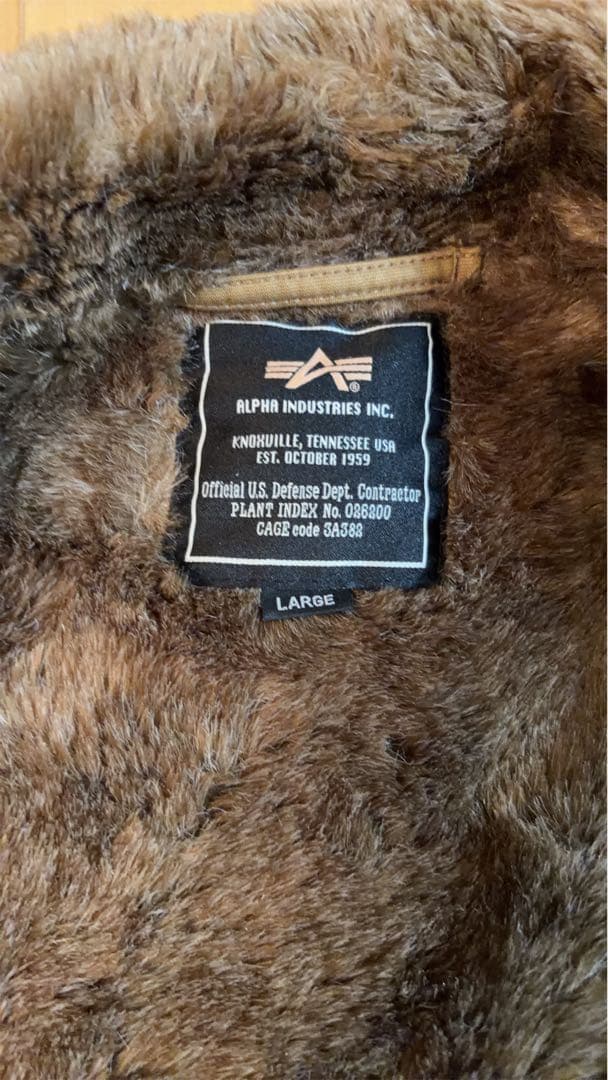 ALPHA INDUSTRIES INC.
KNOXVILLE, TENNESSEE USA
EST. OCTOBER 1959
Official U.S. Defense Dept. Contractor
PLANT INDEX No. 026200
CAGE code 3A382
LARGE